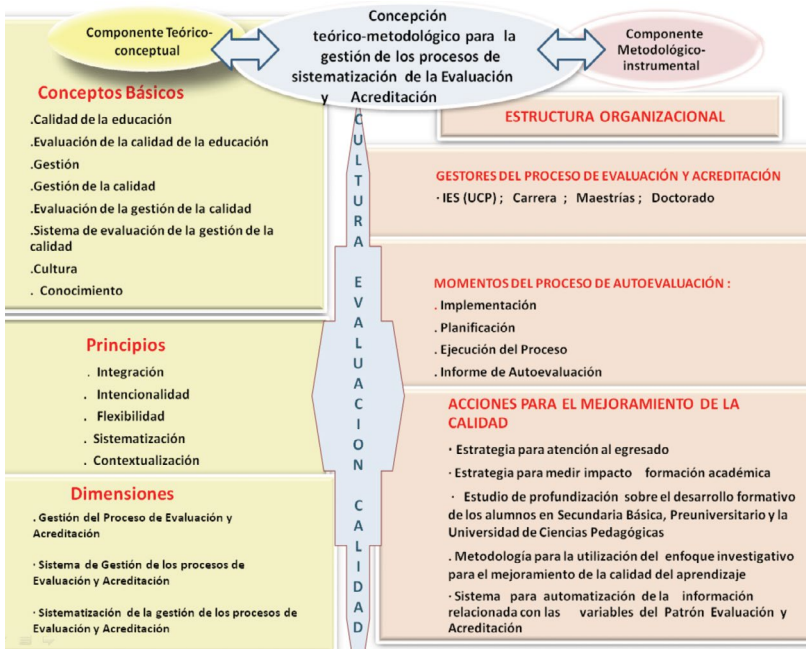 Componente Teórico-
conceptual
Concepción
teórico-metodológico para la
gestión de los procesos de
sistematización de la Evaluación
y Acreditación
Componente
Metodológico-
instrumental
Conceptos Básicos
.Calidad de la educación
.Evaluación de la calidad de la educación
.Gestión
.Gestión de la calidad
.Evaluación de la gestión de la calidad
.Sistema de evaluación de la gestión de la
calidad
.Cultura
. Conocimiento
Principios
. Integración
. Intencionalidad
. Flexibilidad
. Sistematización
. Contextualización
Dimensiones
. Gestión del Proceso de Evaluación y
Acreditación
· Sistema de Gestión de los procesos de
Evaluación y Acreditación
· Sistematización de la gestión de los procesos de
Evaluación y Acreditación
CULTURA EVALUACION CALIDAD
ESTRUCTURA ORGANIZACIONAL
GESTORES DEL PROCESO DE EVALUACIÓN Y ACREDITACIÓN
· IES (UCP) ; Carrera ; Maestrías ; Doctorado
MOMENTOS DEL PROCESO DE AUTOEVALUACIÓN :
. Implementación
. Planificación
. Ejecución del Proceso
. Informe de Autoevaluación
ACCIONES PARA EL MEJORAMIENTO DE LA
CALIDAD
· Estrategia para atención al egresado
· Estrategia para medir impacto formación académica
· Estudio de profundización sobre el desarrollo formativo
de los alumnos en Secundaria Básica, Preuniversitario y la
Universidad de Ciencias Pedagógicas
. Metodología para la utilización del enfoque investigativo
para el mejoramiento de la calidad del aprendizaje
· Sistema para automatización de la información
relacionada con las variables del Patrón Evaluación y
Acreditación